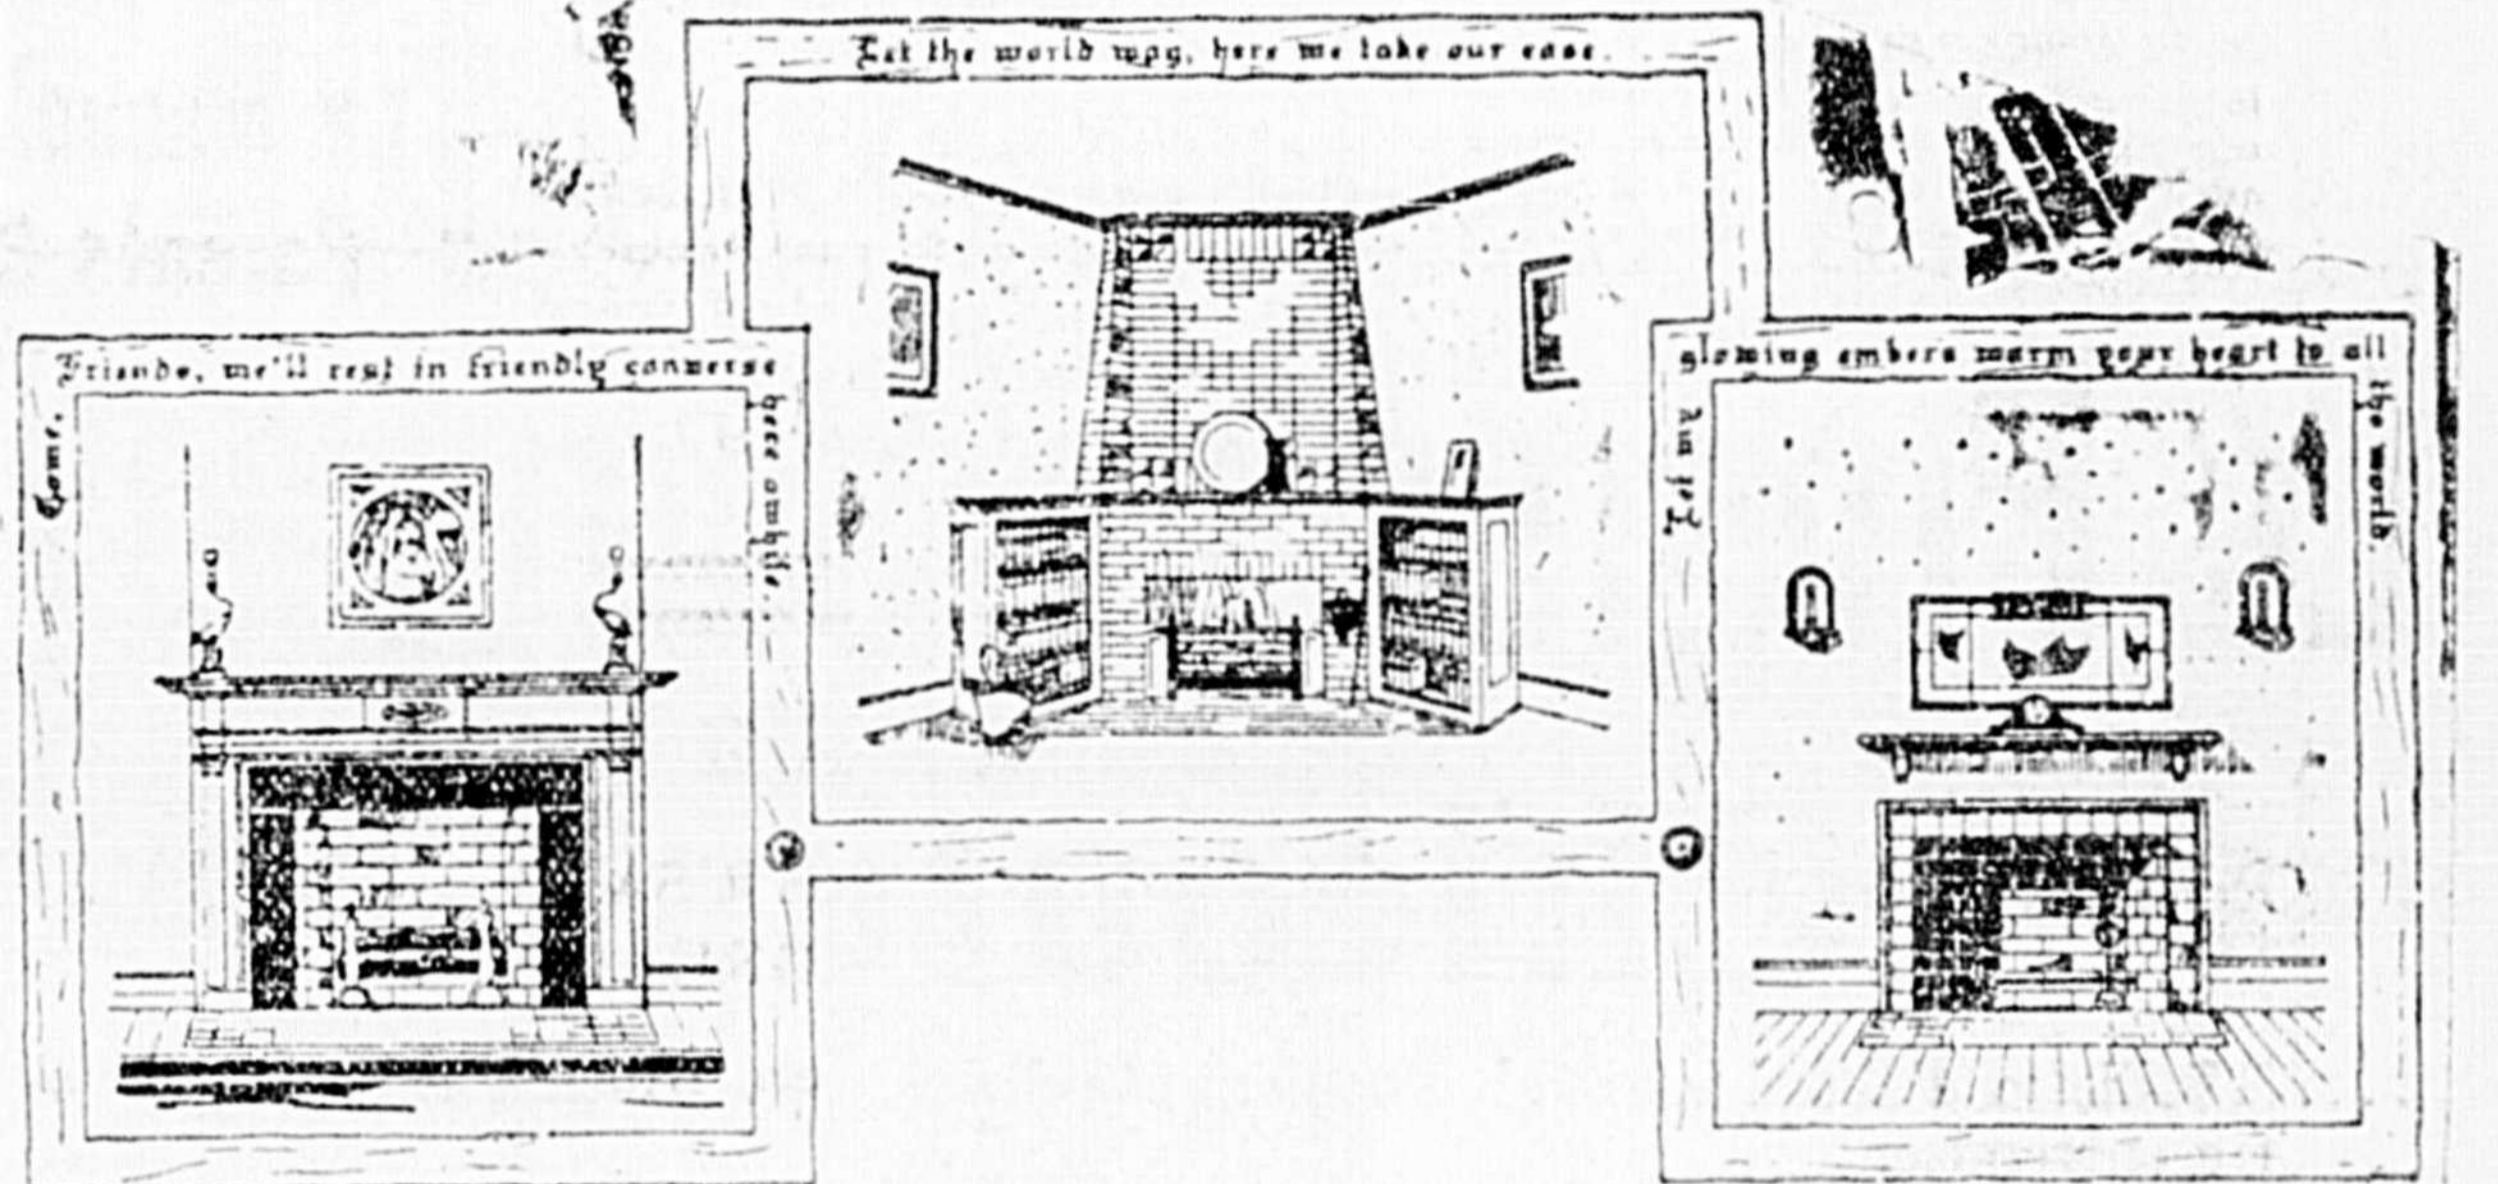 Let the world wag, here we take our ease.
Come,
Friends, we'll rest in friendly converse
here awhile.
Let my
glowing embers warm your heart to all
the world.